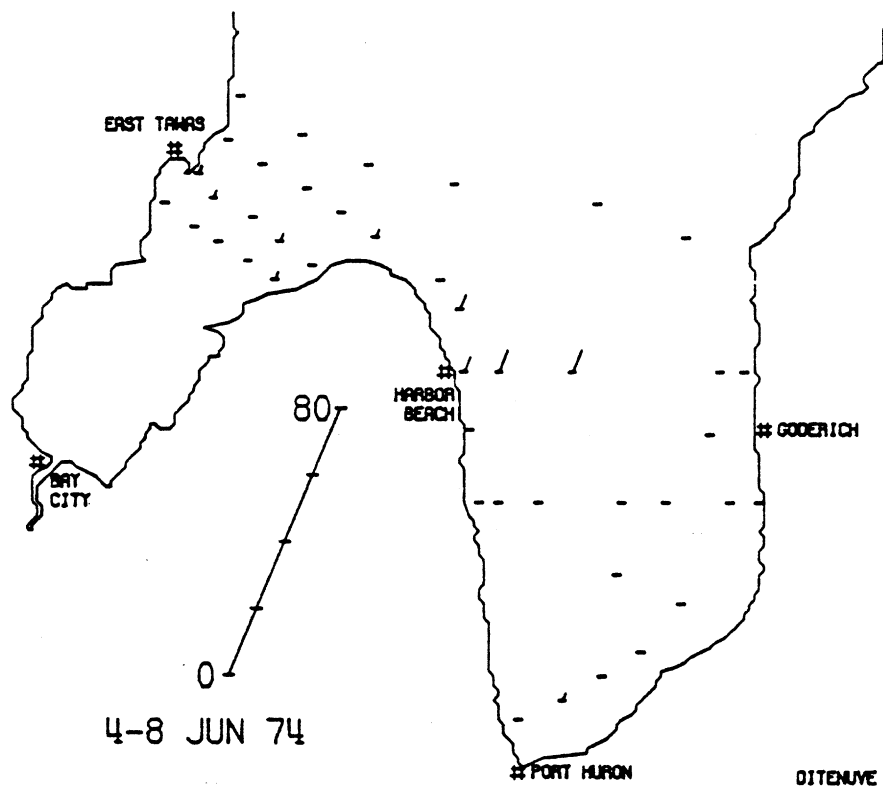 EAST TAWAS
#
#
HARBOR
BEACH
80
# GODERICH
#
BAY
CITY
0
4-8 JUN 74
# PORT HURON
DITENUVE